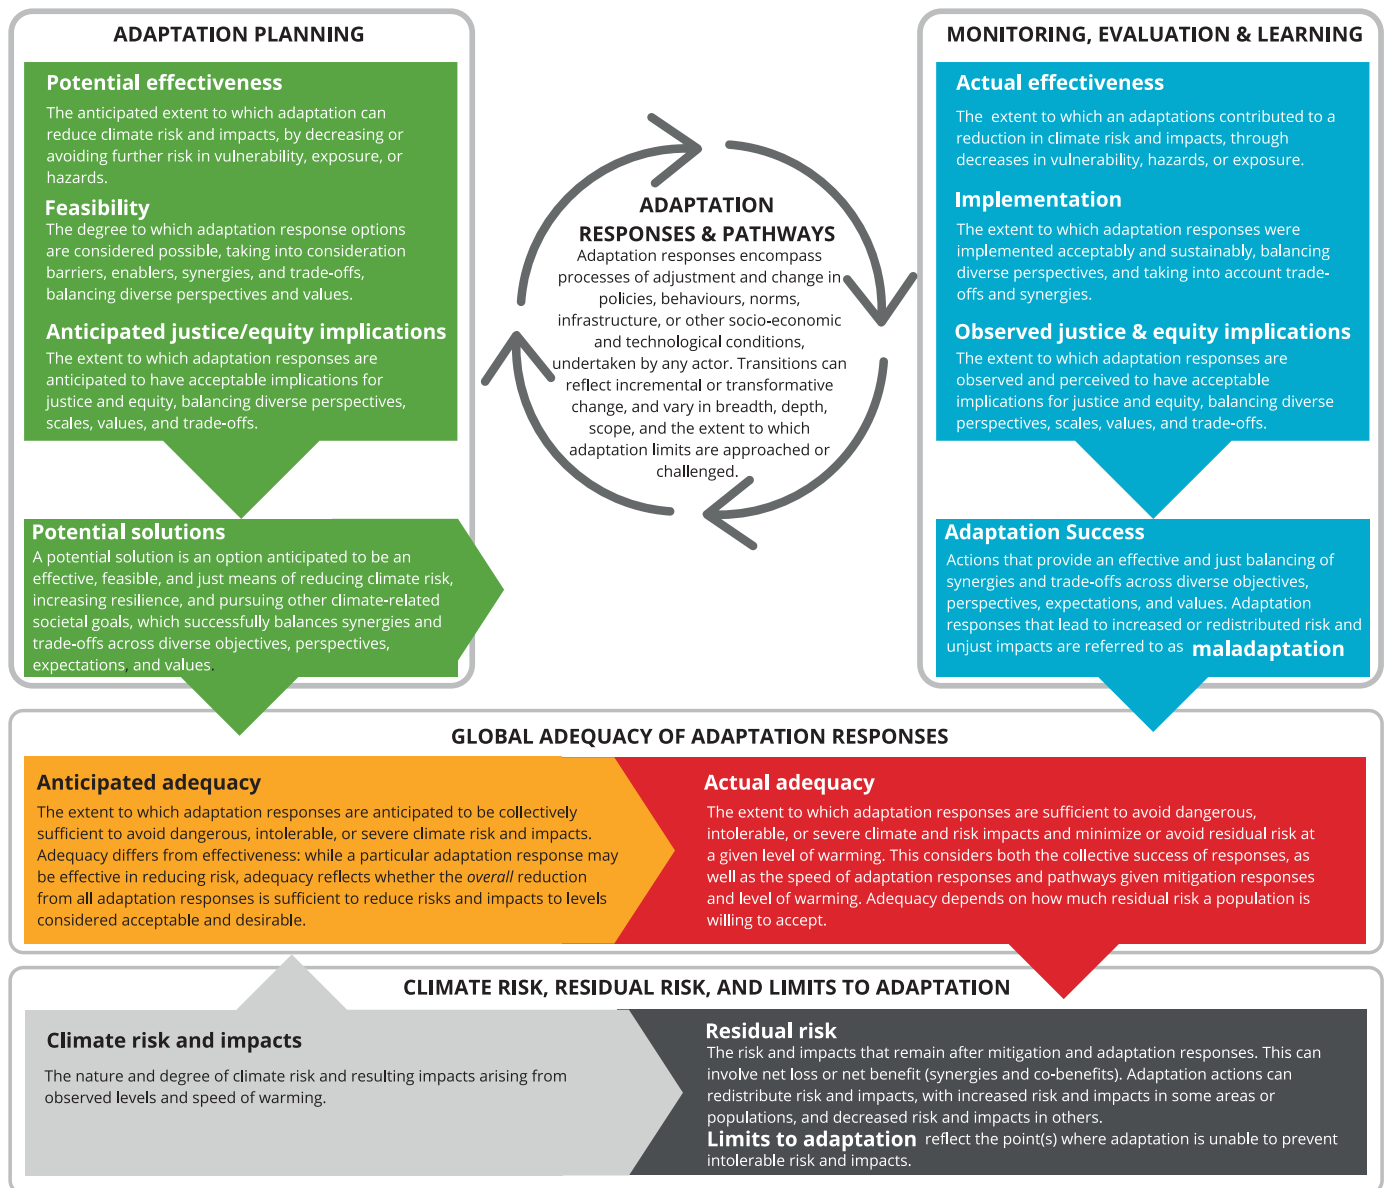 ADAPTATION PLANNING
Potential effectiveness
The anticipated extent to which adaptation can
reduce climate risk and impacts, by decreasing or
avoiding further risk in vulnerability, exposure, or
hazards.
Feasibility
The degree to which adaptation response options
are considered possible, taking into consideration
barriers, enablers, synergies, and trade-offs,
balancing diverse perspectives and values.
Anticipated justice/equity implications
The extent to which adaptation responses are
anticipated to have acceptable implications for
justice and equity, balancing diverse perspectives,
scales, values, and trade-offs.
Potential solutions
A potential solution is an option anticipated to be an
effective, feasible, and just means of reducing climate risk,
increasing resilience, and pursuing other climate-related
societal goals, which successfully balances synergies and
trade-offs across diverse objectives, perspectives,
expectations, and values.
ADAPTATION
RESPONSES & PATHWAYS
Adaptation responses encompass
processes of adjustment and change in
policies, behaviours, norms,
infrastructure, or other socio-economic
and technological conditions,
undertaken by any actor. Transitions can
reflect incremental or transformative
change, and vary in breadth, depth,
scope, and the extent to which
adaptation limits are approached or
challenged.
MONITORING, EVALUATION & LEARNING
Actual effectiveness
The extent to which an adaptations contributed to a
reduction in climate risk and impacts, through
decreases in vulnerability, hazards, or exposure.
Implementation
The extent to which adaptation responses were
implemented acceptably and sustainably, balancing
diverse perspectives, and taking into account trade-
offs and synergies.
Observed justice & equity implications
The extent to which adaptation responses are
observed and perceived to have acceptable
implications for justice and equity, balancing diverse
perspectives, scales, values, and trade-offs.
Adaptation Success
Actions that provide an effective and just balancing of
synergies and trade-offs across diverse objectives,
perspectives, expectations, and values. Adaptation
responses that lead to increased or redistributed risk and
unjust impacts are referred to as maladaptation
GLOBAL ADEQUACY OF ADAPTATION RESPONSES
Anticipated adequacy
The extent to which adaptation responses are anticipated to be collectively
sufficient to avoid dangerous, intolerable, or severe climate risk and impacts.
Adequacy differs from effectiveness: while a particular adaptation response may
be effective in reducing risk, adequacy reflects whether the overall reduction
from all adaptation responses is sufficient to reduce risks and impacts to levels
considered acceptable and desirable.
Actual adequacy
The extent to which adaptation responses are sufficient to avoid dangerous,
intolerable, or severe climate and risk impacts and minimize or avoid residual risk at
a given level of warming. This considers both the collective success of responses, as
well as the speed of adaptation responses and pathways given mitigation responses
and level of warming. Adequacy depends on how much residual risk a population is
willing to accept.
CLIMATE RISK, RESIDUAL RISK, AND LIMITS TO ADAPTATION
Climate risk and impacts
The nature and degree of climate risk and resulting impacts arising from
observed levels and speed of warming.
Residual risk
The risk and impacts that remain after mitigation and adaptation responses. This can
involve net loss or net benefit (synergies and co-benefits). Adaptation actions can
redistribute risk and impacts, with increased risk and impacts in some areas or
populations, and decreased risk and impacts in others.
Limits to adaptation reflect the point(s) where adaptation is unable to prevent
intolerable risk and impacts.